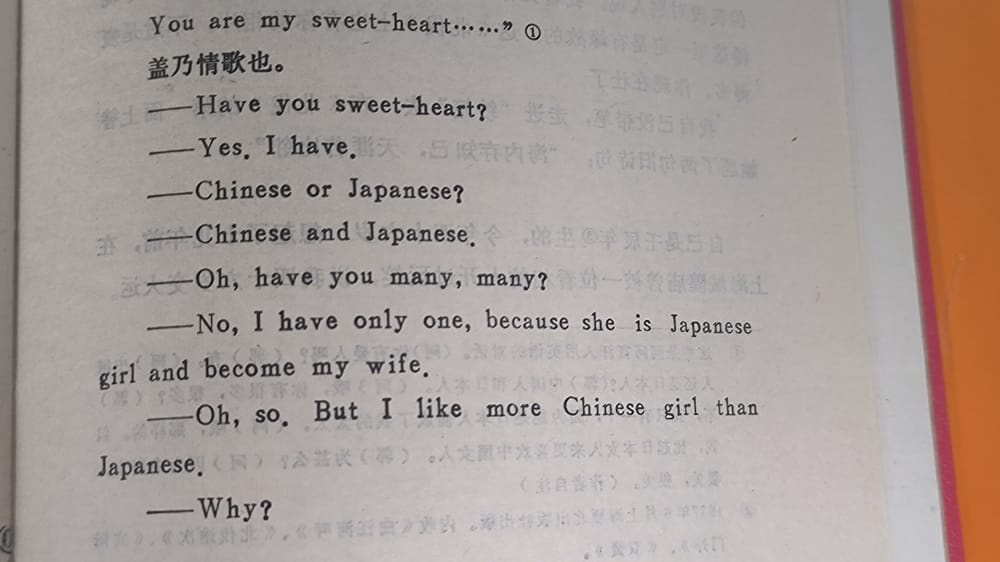 You are my sweet-heart……” ①
盖乃情歌也。
——Have you sweet-heart?
——Yes. I have.
——Chinese or Japanese?
——Chinese and Japanese.
——Oh, have you many, many?
——No, I have only one, because she is Japanese
girl and become my wife.
——Oh, so. But I like more Chinese girl than
Japanese.
——Why?